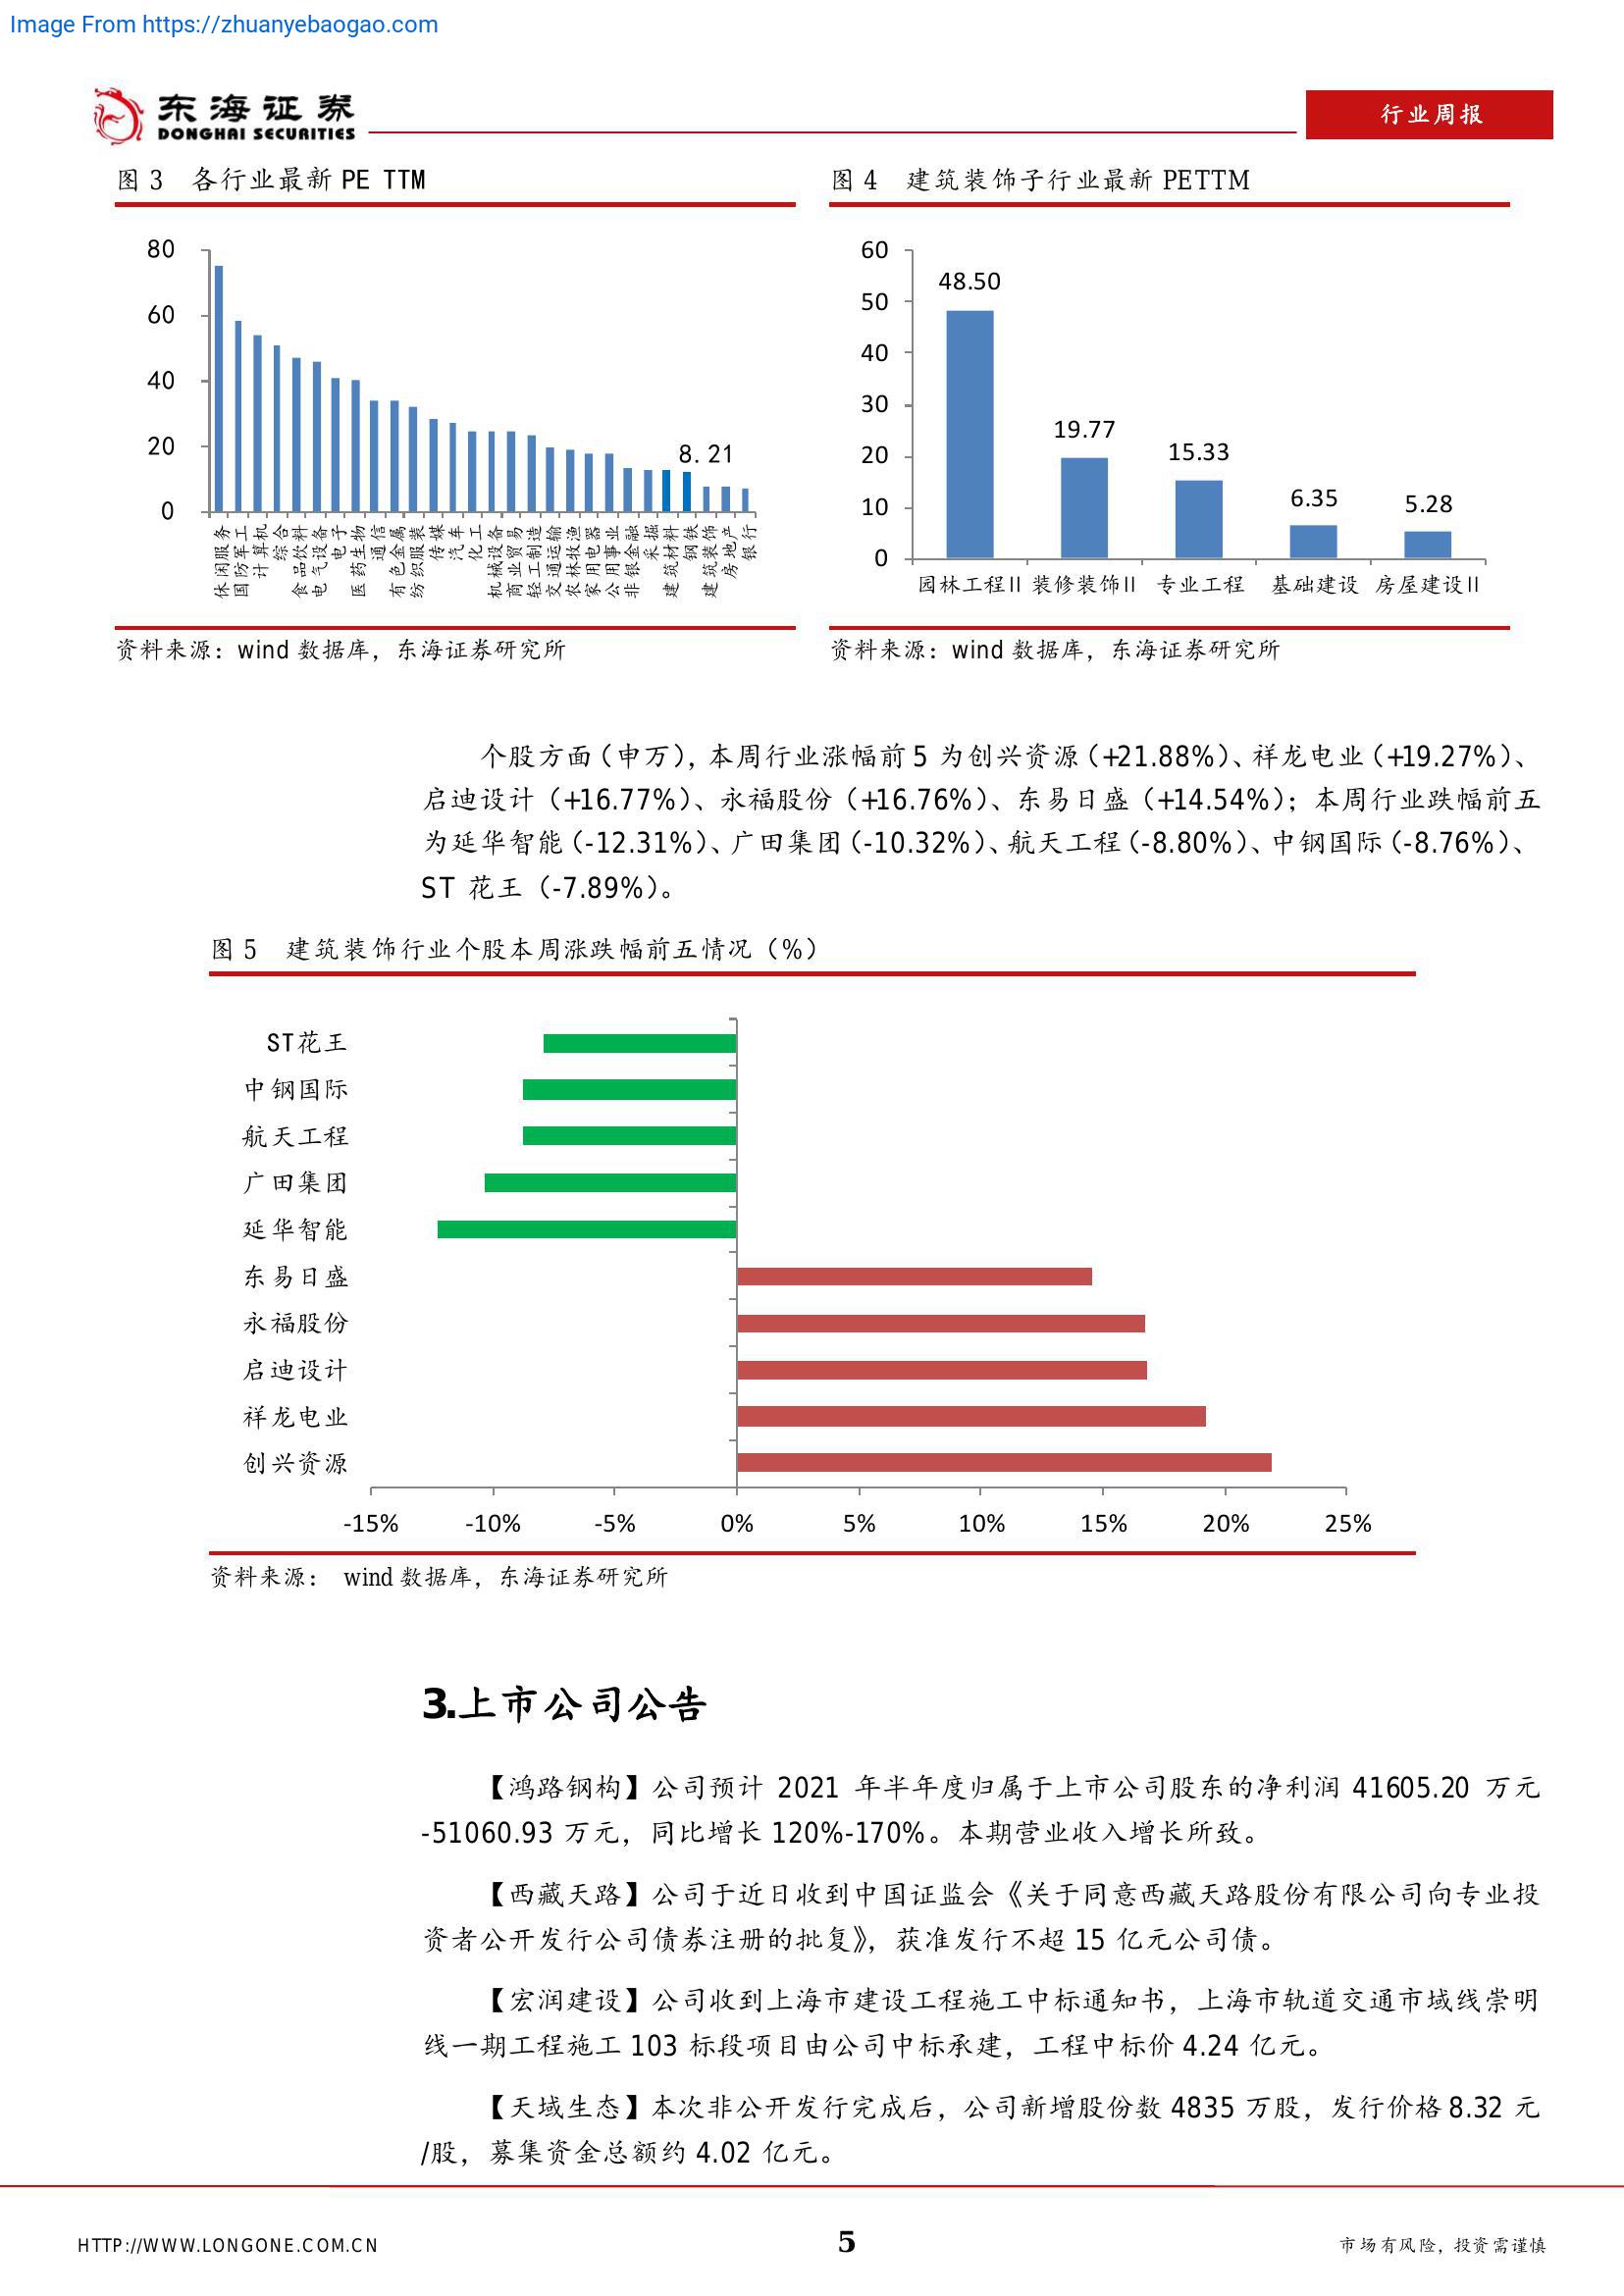 Image From https://zhuanyebaogao.com
东海证券
DONGHAI SECURITIES
行业周报
图 3 各行业最新 PE TTM
80
60
40
20
0
8.21
休闲服务
国防军工
计算机
综合
食品饮料
电气设备
电子
医药生物
通信
有色金属
纺织服装
传媒
汽车
化工
机械设备
商业贸易
轻工制造
交通运输
农林牧渔
家用电器
公用事业
非银金融
采掘
建筑材料
钢铁
建筑装饰
房地产
银行
资料来源：wind 数据库，东海证券研究所
图 4 建筑装饰子行业最新 PETTM
60
50
40
30
20
10
0
48.50
19.77
15.33
6.35
5.28
园林工程II 装修装饰II 专业工程 基础建设 房屋建设II
资料来源：wind 数据库，东海证券研究所
个股方面（申万），本周行业涨幅前 5 为创兴资源（+21.88%）、祥龙电业（+19.27%）、
启迪设计（+16.77%）、永福股份（+16.76%）、东易日盛（+14.54%）；本周行业跌幅前五
为延华智能（-12.31%）、广田集团（-10.32%）、航天工程（-8.80%）、中钢国际（-8.76%）、
ST 花王（-7.89%）。
图 5 建筑装饰行业个股本周涨跌幅前五情况（%）
ST花王
中钢国际
航天工程
广田集团
延华智能
东易日盛
永福股份
启迪设计
祥龙电业
创兴资源
-15% -10% -5% 0% 5% 10% 15% 20% 25%
资料来源： wind 数据库，东海证券研究所
3.上市公司公告
【鸿路钢构】公司预计 2021 年半年度归属于上市公司股东的净利润 41605.20 万元
-51060.93 万元，同比增长 120%-170%。本期营业收入增长所致。
【西藏天路】公司于近日收到中国证监会《关于同意西藏天路股份有限公司向专业投
资者公开发行公司债券注册的批复》，获准发行不超 15 亿元公司债。
【宏润建设】公司收到上海市建设工程施工中标通知书，上海市轨道交通市域线崇明
线一期工程施工 103 标段项目由公司中标承建，工程中标价 4.24 亿元。
【天域生态】本次非公开发行完成后，公司新增股份数 4835 万股，发行价格 8.32 元
/股，募集资金总额约 4.02 亿元。
HTTP://WWW.LONGONE.COM.CN
5
市场有风险，投资需谨慎